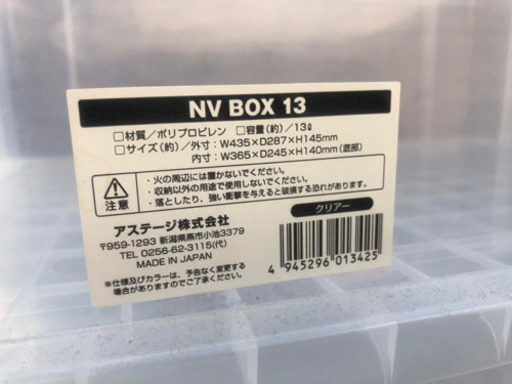 NV BOX 13
□材質/ポリプロピレン □容量(約)/13ℓ
□サイズ(約)/外寸:W435×D287×H145mm
内寸:W365×D245×H140mm(底部)
注意
・火の周辺には置かないでください。
・収納以外の用途で使用しないでください。
・落としたり、強い衝撃を与えると破損する恐れがあります。
アステージ株式会社
〒959-1293 新潟県燕市小池3379
TEL 0256-62-3115(代)
MADE IN JAPAN
※仕様及びカラーは、予告なく変更する
場合がありますのでご了承ください。
クリアー
4 945296 013425